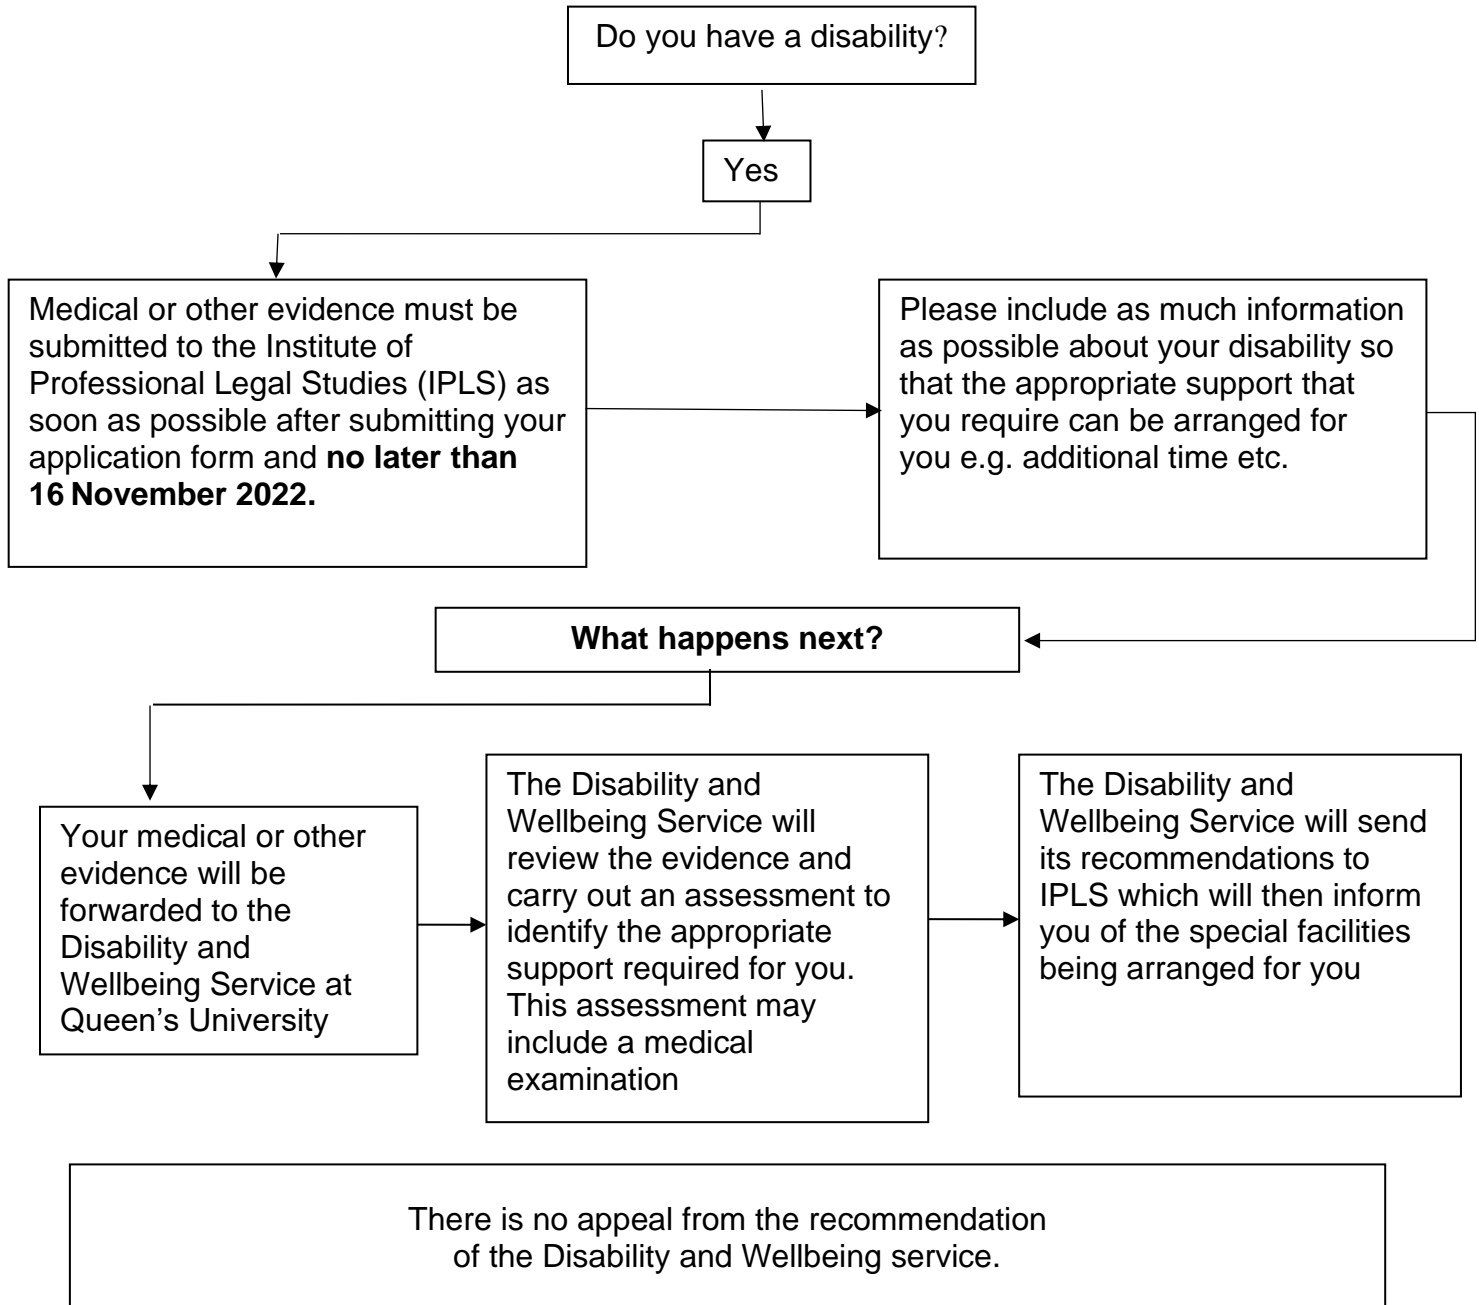 Do you have a disability?
Yes
Medical or other evidence must be
submitted to the Institute of
Professional Legal Studies (IPLS) as
soon as possible after submitting your
application form and no later than
16 November 2022.
Please include as much information
as possible about your disability so
that the appropriate support that
you require can be arranged for
you e.g. additional time etc.
What happens next?
Your medical or other
evidence will be
forwarded to the
Disability and
Wellbeing Service at
Queen’s University
The Disability and
Wellbeing Service will
review the evidence and
carry out an assessment to
identify the appropriate
support required for you.
This assessment may
include a medical
examination
The Disability and
Wellbeing Service will send
its recommendations to
IPLS which will then inform
you of the special facilities
being arranged for you
There is no appeal from the recommendation
of the Disability and Wellbeing service.